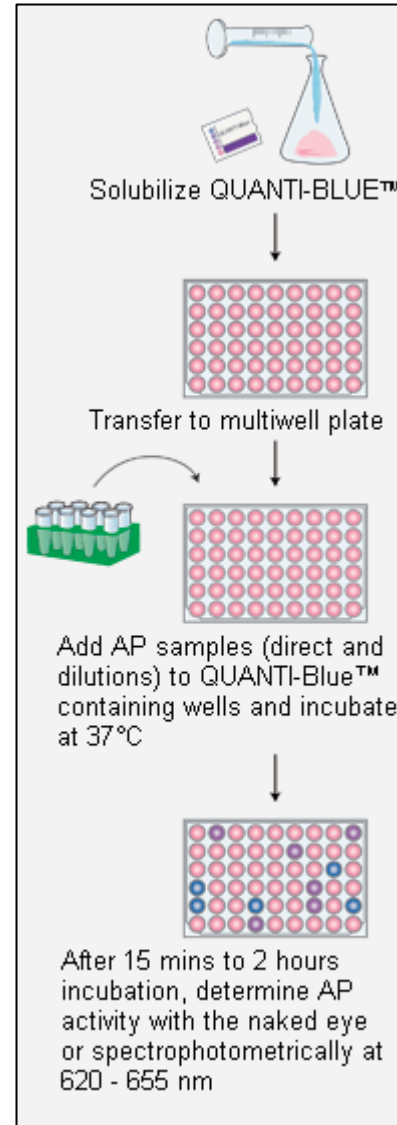 Solubilize QUANTI-BLUE™
Transfer to multiwell plate
Add AP samples (direct and
dilutions) to QUANTI-Blue™
containing wells and incubate
at 37°C
After 15 mins to 2 hours
incubation, determine AP
activity with the naked eye
or spectrophotometrically at
620 - 655 nm